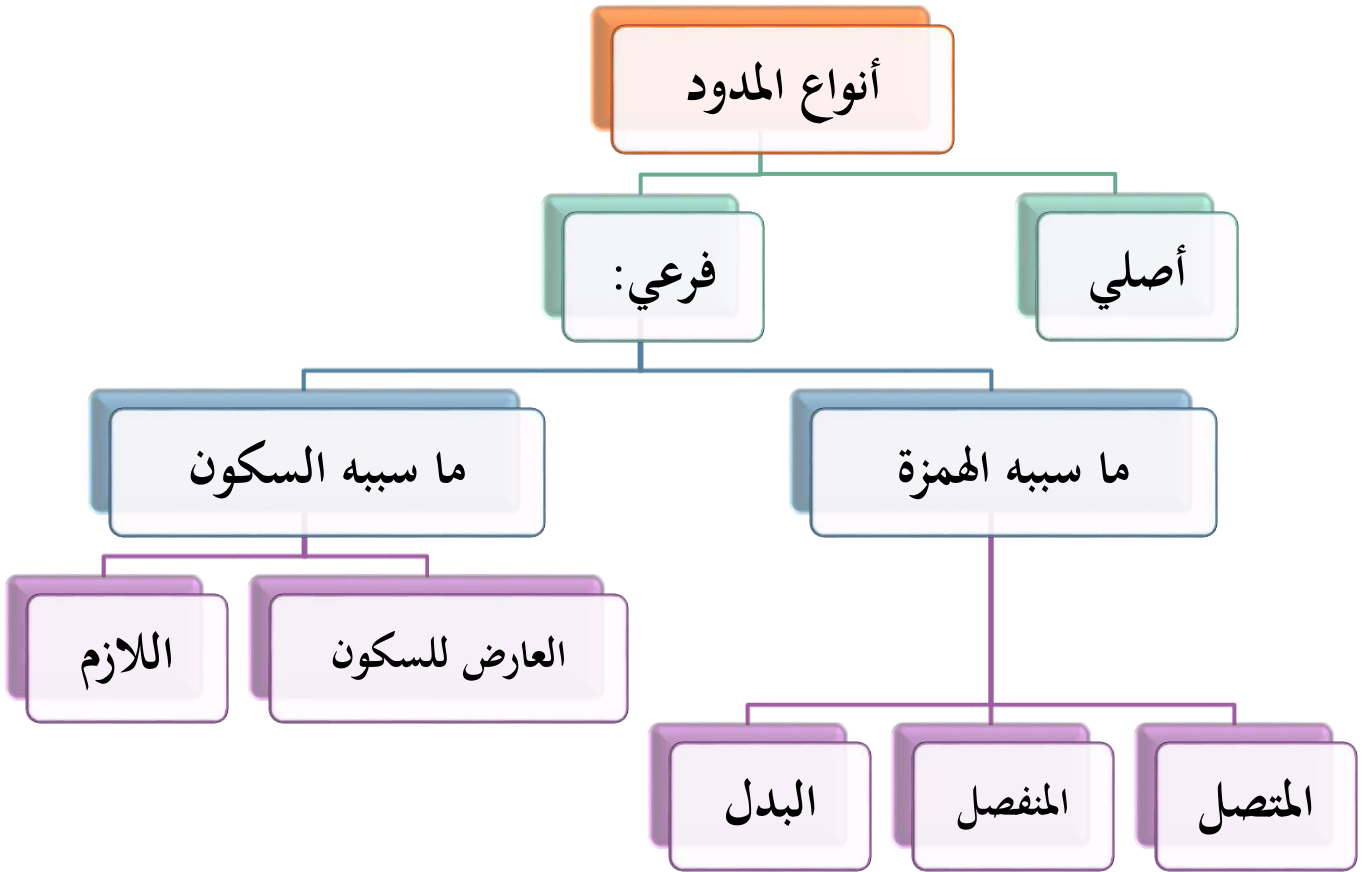 أنواع المدود
أصلي
فرعي:
ما سببه الهمزة
ما سببه السكون
العارض للسكون
اللازم
المتصل
المنفصل
البدل